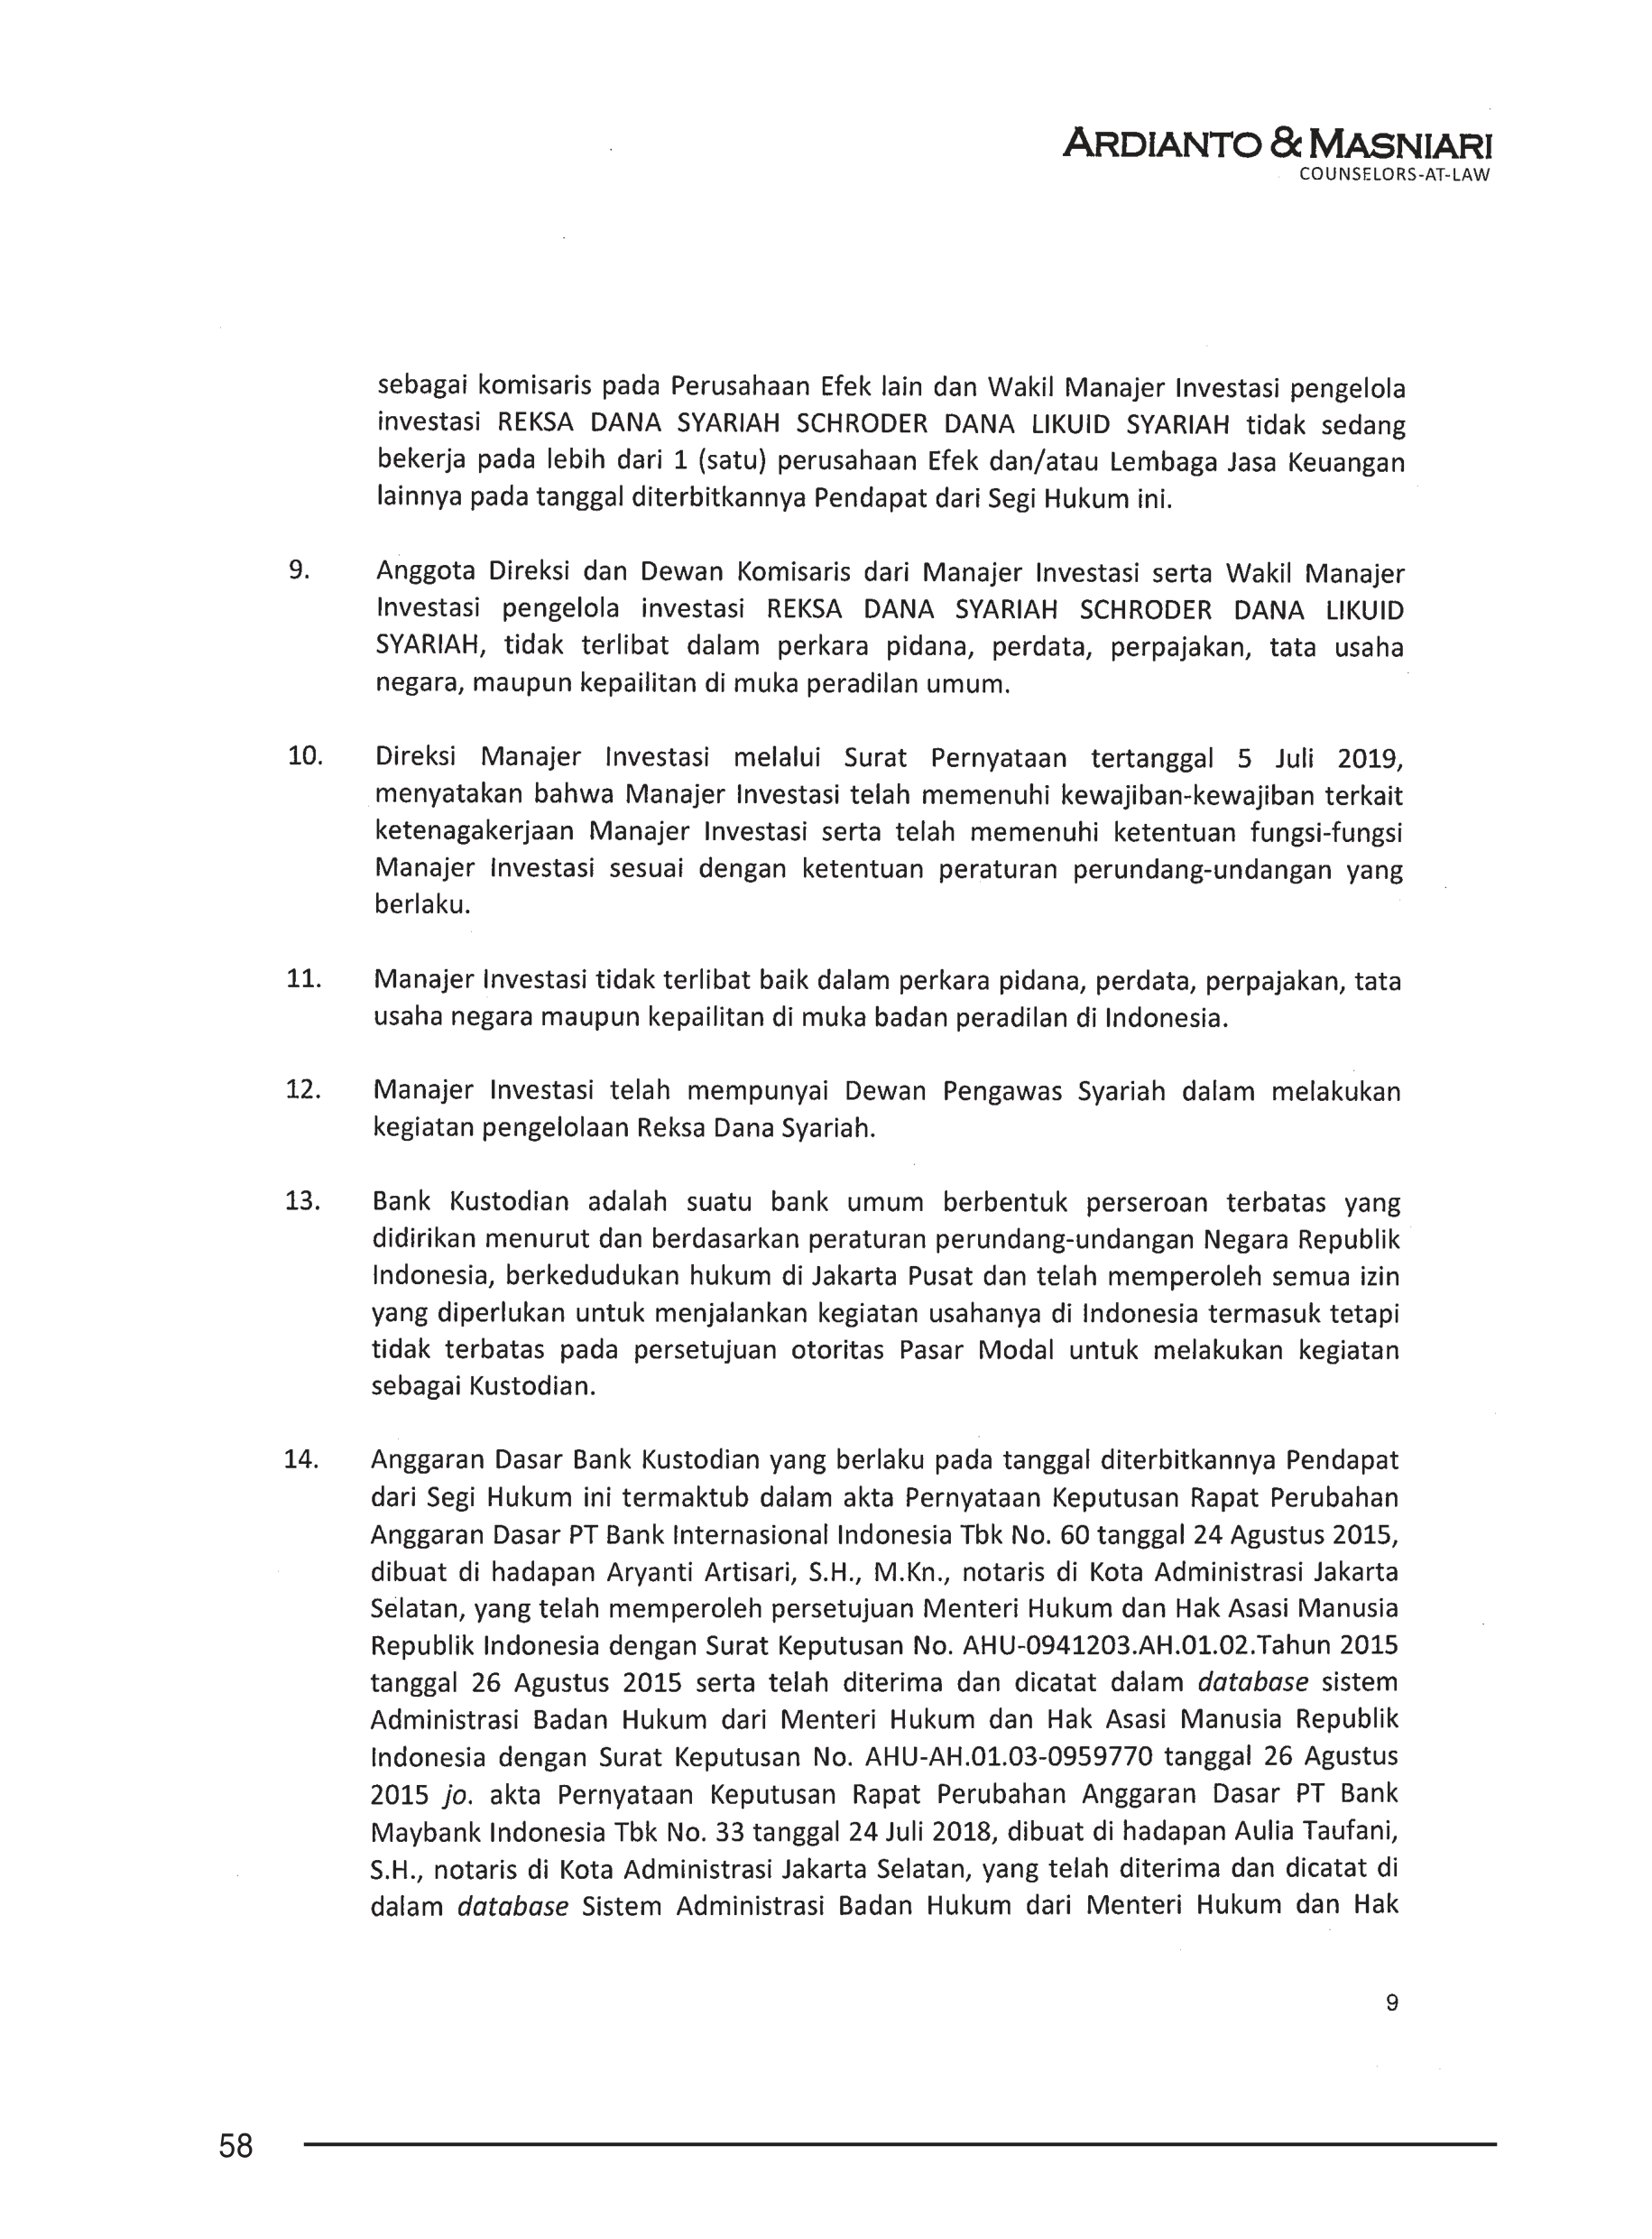 ARDIANTO & MASNIARI
COUNSELORS-AT-LAW
sebagai komisaris pada Perusahaan Efek lain dan Wakil Manajer Investasi pengelola
investasi REKSA DANA SYARIAH SCHRODER DANA LIKUID SYARIAH tidak sedang
bekerja pada lebih dari 1 (satu) perusahaan Efek dan/atau Lembaga Jasa Keuangan
lainnya pada tanggal diterbitkannya Pendapat dari Segi Hukum ini.
9. Anggota Direksi dan Dewan Komisaris dari Manajer Investasi serta Wakil Manajer
Investasi pengelola investasi REKSA DANA SYARIAH SCHRODER DANA LIKUID
SYARIAH, tidak terlibat dalam perkara pidana, perdata, perpajakan, tata usaha
negara, maupun kepailitan di muka peradilan umum.
10. Direksi Manajer Investasi melalui Surat Pernyataan tertanggal 5 Juli 2019,
menyatakan bahwa Manajer Investasi telah memenuhi kewajiban-kewajiban terkait
ketenagakerjaan Manajer Investasi serta telah memenuhi ketentuan fungsi-fungsi
Manajer Investasi sesuai dengan ketentuan peraturan perundang-undangan yang
berlaku.
11. Manajer Investasi tidak terlibat baik dalam perkara pidana, perdata, perpajakan, tata
usaha negara maupun kepailitan di muka badan peradilan di Indonesia.
12. Manajer Investasi telah mempunyai Dewan Pengawas Syariah dalam melakukan
kegiatan pengelolaan Reksa Dana Syariah.
13. Bank Kustodian adalah suatu bank umum berbentuk perseroan terbatas yang
didirikan menurut dan berdasarkan peraturan perundang-undangan Negara Republik
Indonesia, berkedudukan hukum di Jakarta Pusat dan telah memperoleh semua izin
yang diperlukan untuk menjalankan kegiatan usahanya di Indonesia termasuk tetapi
tidak terbatas pada persetujuan otoritas Pasar Modal untuk melakukan kegiatan
sebagai Kustodian.
14. Anggaran Dasar Bank Kustodian yang berlaku pada tanggal diterbitkannya Pendapat
dari Segi Hukum ini termaktub dalam akta Pernyataan Keputusan Rapat Perubahan
Anggaran Dasar PT Bank Internasional Indonesia Tbk No. 60 tanggal 24 Agustus 2015,
dibuat di hadapan Aryanti Artisari, S.H., M.Kn., notaris di Kota Administrasi Jakarta
Selatan, yang telah memperoleh persetujuan Menteri Hukum dan Hak Asasi Manusia
Republik Indonesia dengan Surat Keputusan No. AHU-0941203.AH.01.02.Tahun 2015
tanggal 26 Agustus 2015 serta telah diterima dan dicatat dalam database sistem
Administrasi Badan Hukum dari Menteri Hukum dan Hak Asasi Manusia Republik
Indonesia dengan Surat Keputusan No. AHU-AH.01.03-0959770 tanggal 26 Agustus
2015 jo. akta Pernyataan Keputusan Rapat Perubahan Anggaran Dasar PT Bank
Maybank Indonesia Tbk No. 33 tanggal 24 Juli 2018, dibuat di hadapan Aulia Taufani,
S.H., notaris di Kota Administrasi Jakarta Selatan, yang telah diterima dan dicatat di
dalam database Sistem Administrasi Badan Hukum dari Menteri Hukum dan Hak
9
58